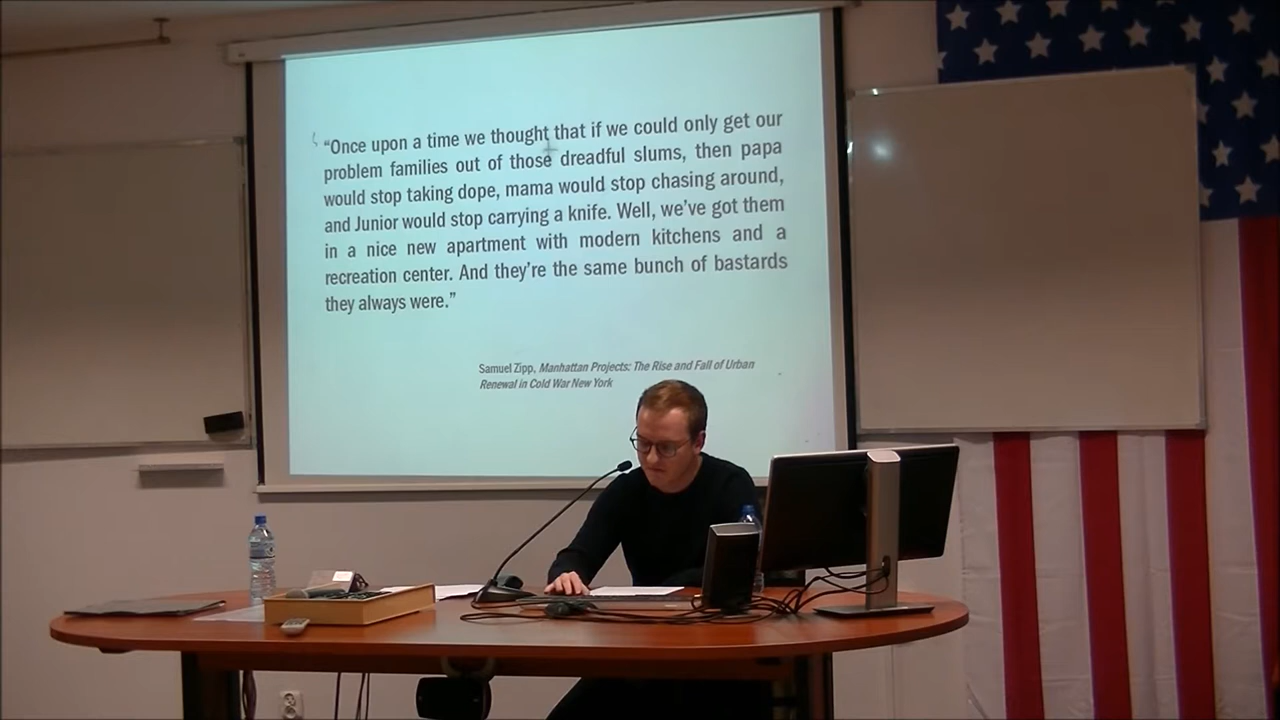 “Once upon a time we thought that if we could only get our
problem families out of those dreadful slums, then papa
would stop taking dope, mama would stop chasing around,
and Junior would stop carrying a knife. Well, we’ve got them
in a nice new apartment with modern kitchens and a
recreation center. And they’re the same bunch of bastards
they always were.”
Samuel Zipp, Manhattan Projects: The Rise and Fall of Urban
Renewal in Cold War New York